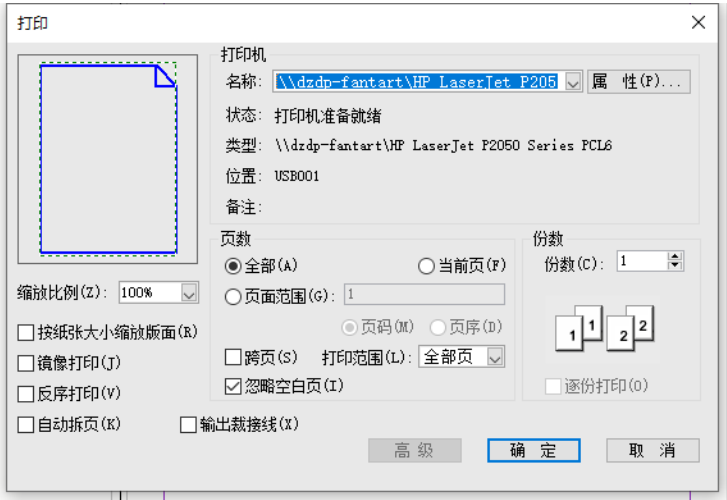 打印
打印机
名称: \\dzdp-fantart\HP LaserJet P205 属 性(P)...
状态: 打印机准备就绪
类型: \\dzdp-fantart\HP LaserJet P2050 Series PCL6
位置: USB001
备注:
页数
全部(A) 当前页(F)
页面范围(G): 1
页码(M) 页序(D)
跨页(S) 打印范围(L): 全部页
忽略空白页(I)
份数
份数(C): 1
1 1 2 2
逐份打印(O)
缩放比例(Z): 100%
按纸张大小缩放版面(R)
镜像打印(J)
反序打印(V)
自动拆页(K) 输出裁接线(X)
高 级 确 定 取 消